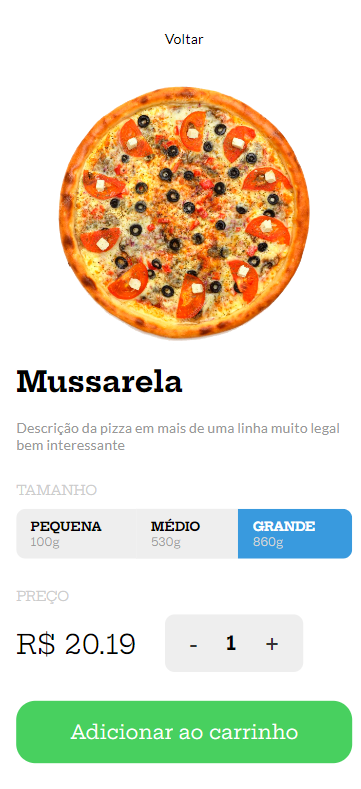 Voltar
Mussarela
Descrição da pizza em mais de uma linha muito legal
bem interessante
TAMANHO
PEQUENA MÉDIO GRANDE
100g 530g 860g
PREÇO
R$ 20.19 - 1 +
Adicionar ao carrinho